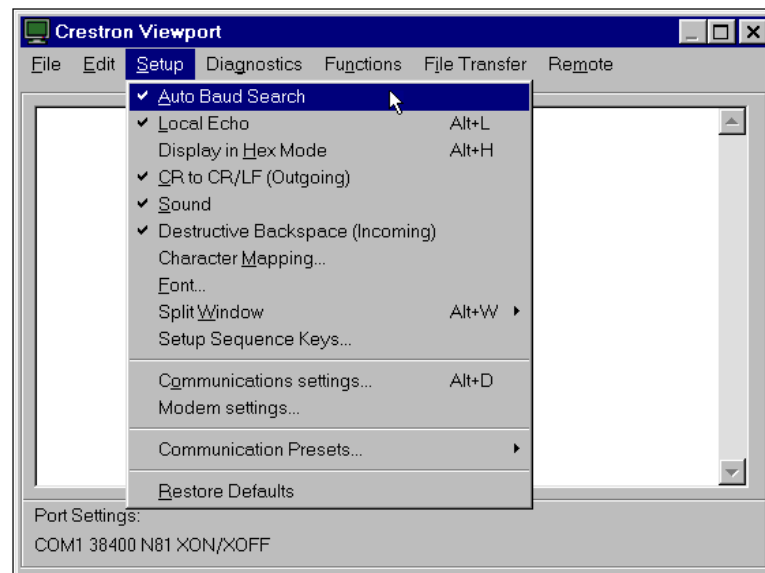 Crestron Viewport
File Edit Setup Diagnostics Functions File Transfer Remote
Auto Baud Search
Local Echo Alt+L
Display in Hex Mode Alt+H
CR to CR/LF (Outgoing)
Sound
Destructive Backspace (Incoming)
Character Mapping...
Font...
Split Window Alt+W
Setup Sequence Keys...
Communications settings... Alt+D
Modem settings...
Communication Presets...
Restore Defaults
Port Settings:
COM1 38400 N81 XON/XOFF